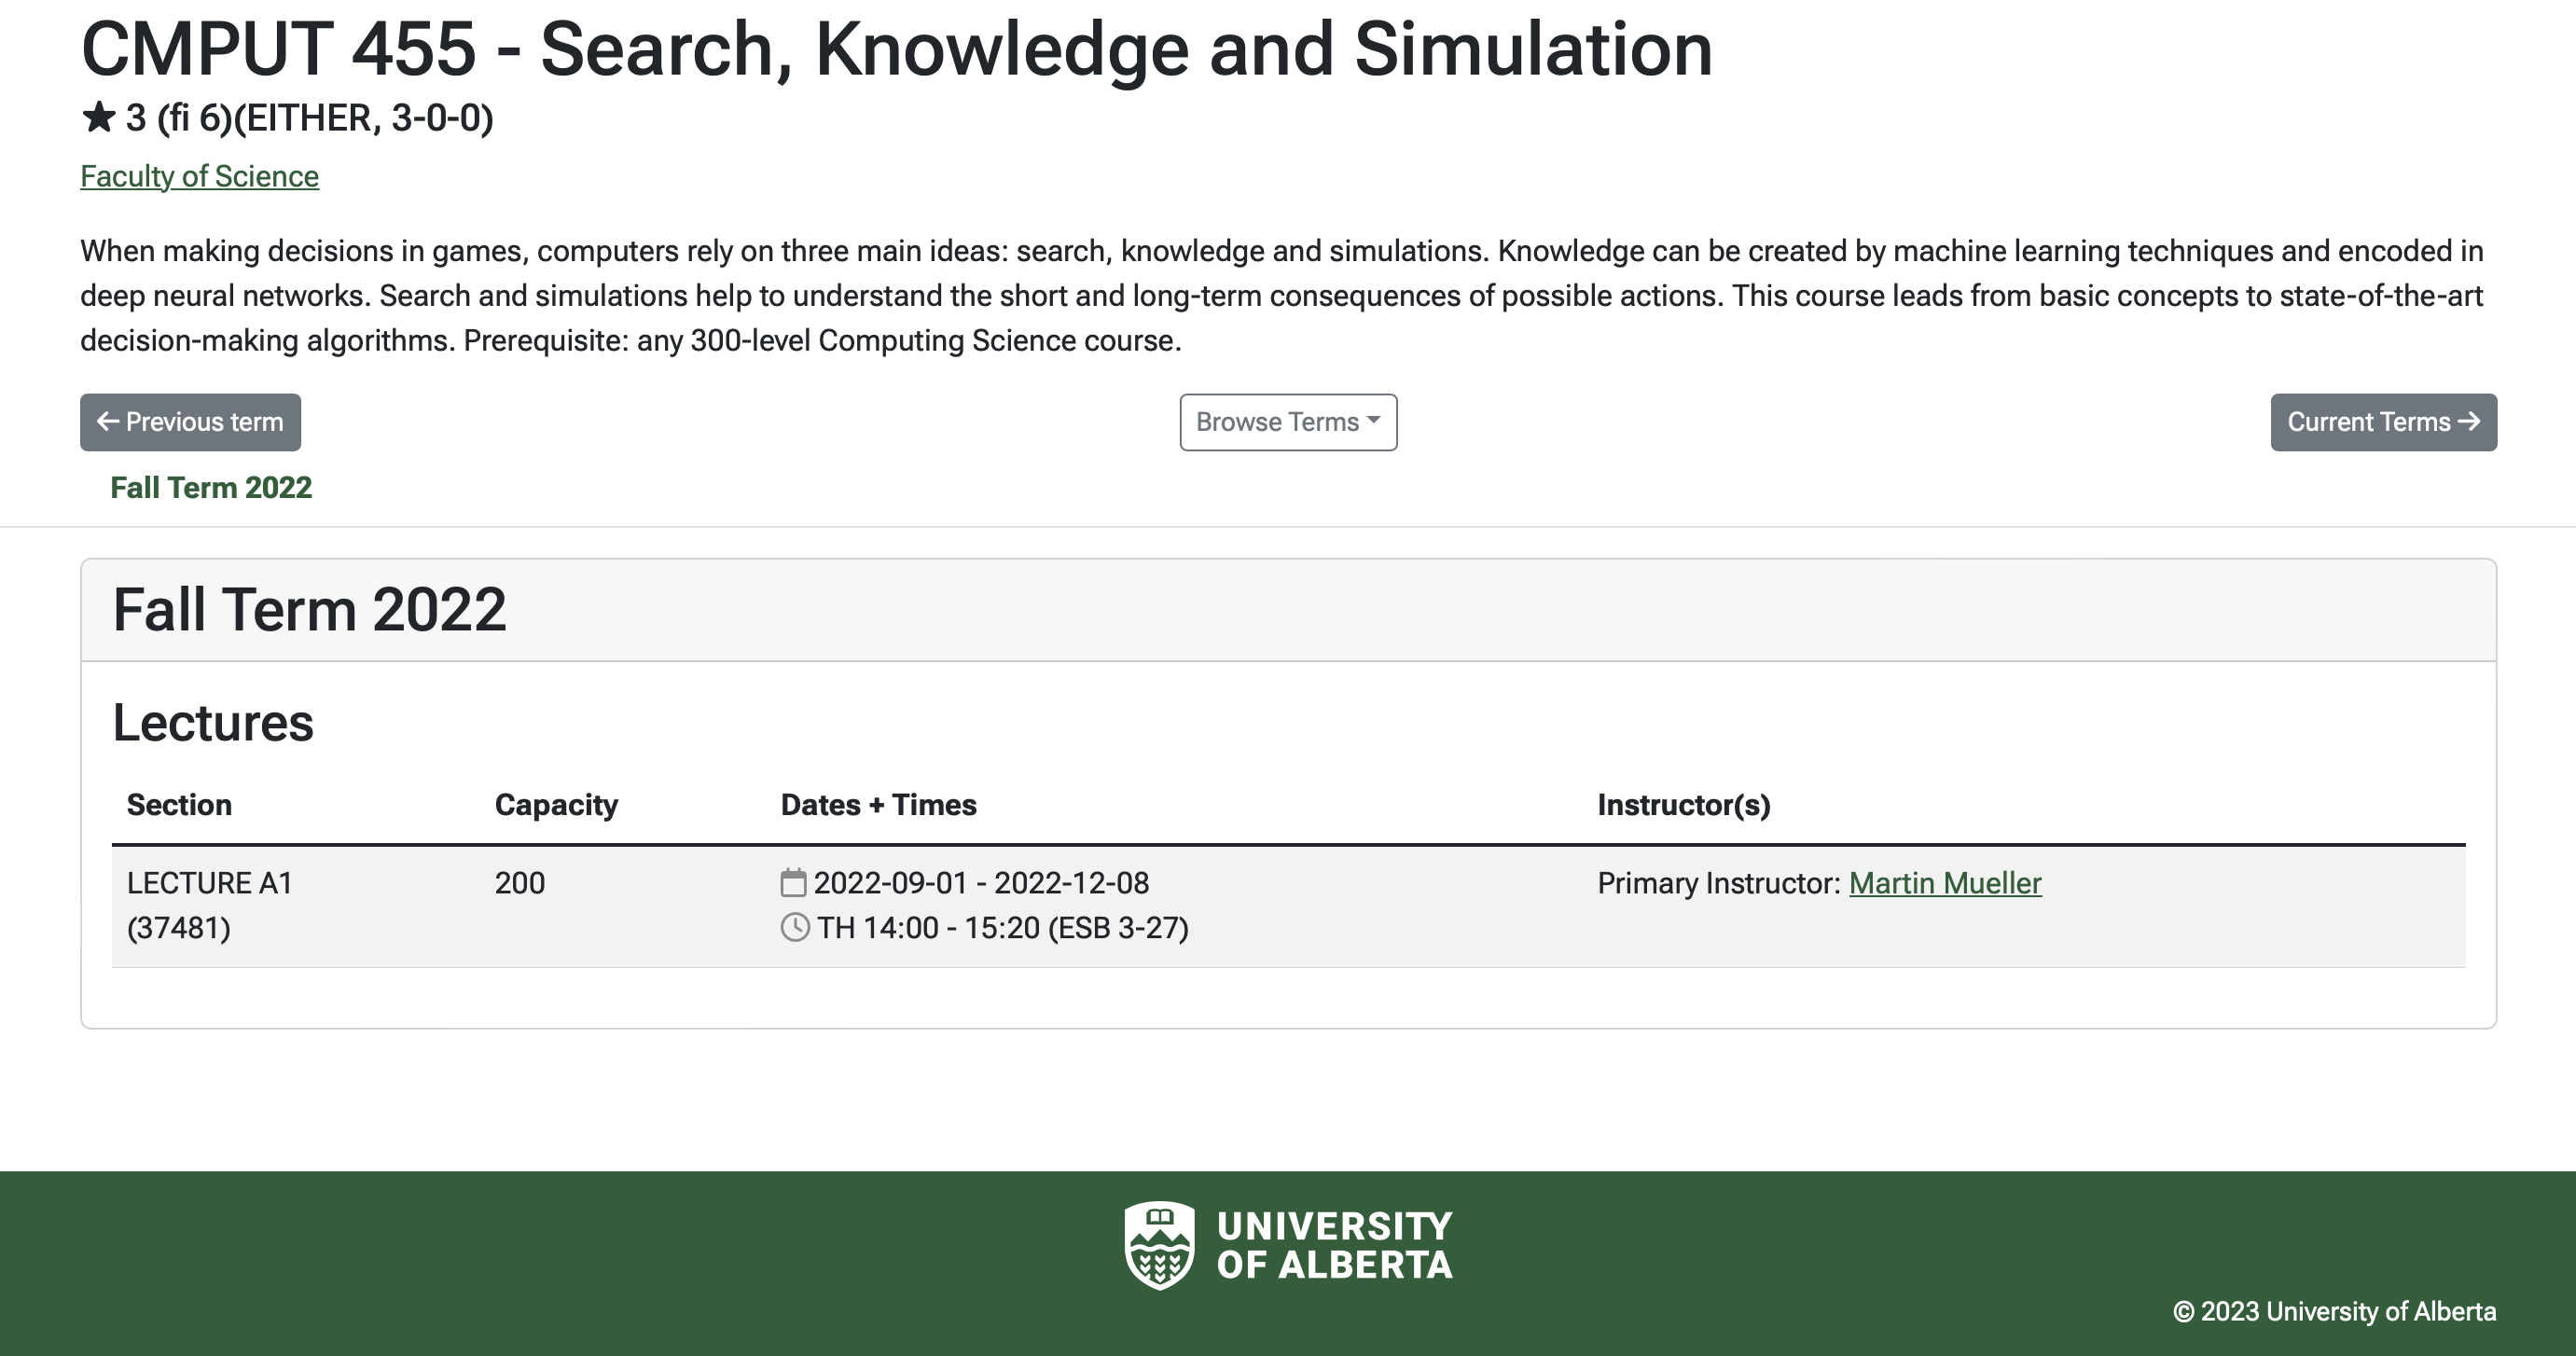 CMPUT 455 - Search, Knowledge and Simulation
★ 3 (fi 6)(EITHER, 3-0-0)
Faculty of Science
When making decisions in games, computers rely on three main ideas: search, knowledge and simulations. Knowledge can be created by machine learning techniques and encoded in
deep neural networks. Search and simulations help to understand the short and long-term consequences of possible actions. This course leads from basic concepts to state-of-the-art
decision-making algorithms. Prerequisite: any 300-level Computing Science course.
← Previous term
Browse Terms
Current Terms →
Fall Term 2022
Fall Term 2022
Lectures
Section Capacity Dates + Times Instructor(s)
LECTURE A1 200 2022-09-01 - 2022-12-08 Primary Instructor: Martin Mueller
(37481) TH 14:00 - 15:20 (ESB 3-27)
UNIVERSITY
OF ALBERTA
© 2023 University of Alberta